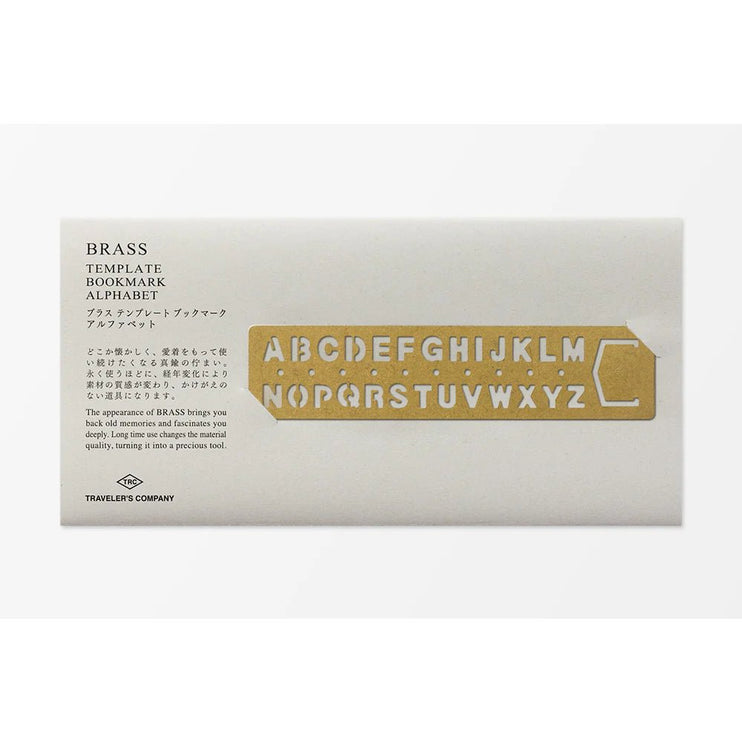 BRASS
TEMPLATE
BOOKMARK
ALPHABET
ブラス テンプレート ブックマーク
アルファベット
どこか懐かしく、愛着をもって使
い続けたくなる真鍮の佇まい。
永く使うほどに、経年変化により
素材の質感が変わり、かけがえの
ない道具になります。
The appearance of BRASS brings you
back old memories and fascinates you
deeply. Long time use changes the material
quality, turning it into a precious tool.
TRC
TRAVELER'S COMPANY
ABCDEFGHIJKLM
NOPQRSTUVWXYZ